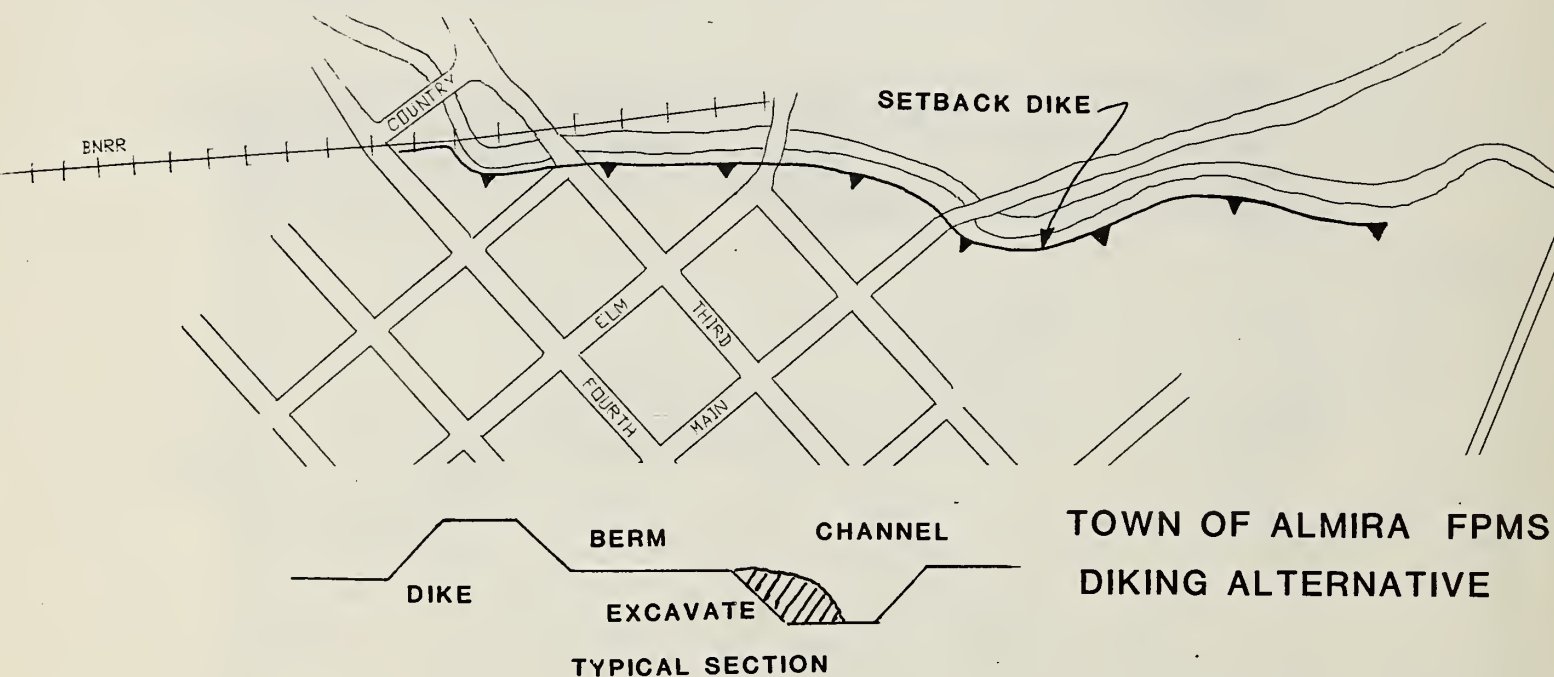 COUNTRY
SETBACK DIKE
BNRR
ELM
THIRD
FOURTH
MAIN
BERM
CHANNEL
TOWN OF ALMIRA FPMS
DIKING ALTERNATIVE
DIKE
EXCAVATE
TYPICAL SECTION